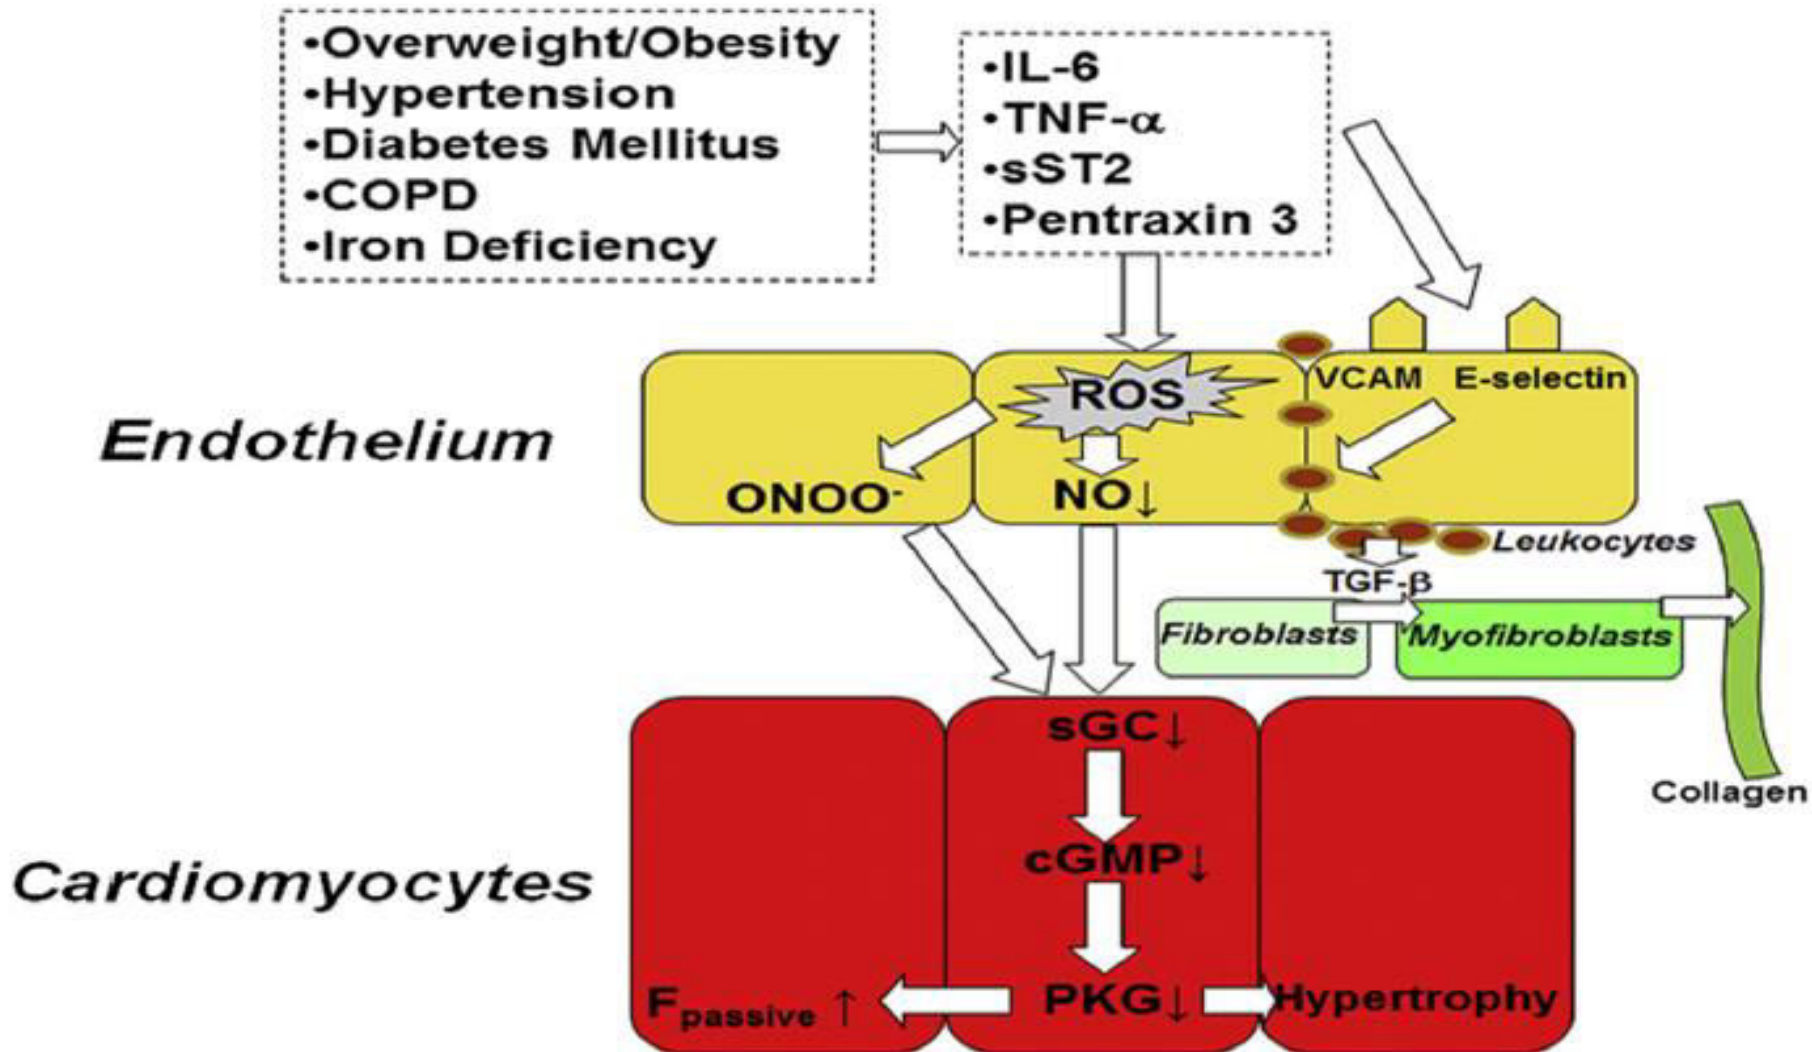 •Overweight/Obesity
•Hypertension
•Diabetes Mellitus
•COPD
•Iron Deficiency
•IL-6
•TNF-α
•sST2
•Pentraxin 3
Endothelium
ROS
ONOO-
NO↓
VCAM
E-selectin
Leukocytes
TGF-β
Fibroblasts
Myofibroblasts
Collagen
Cardiomyocytes
sGC↓
cGMP↓
PKG↓
Fpassive ↑
Hypertrophy